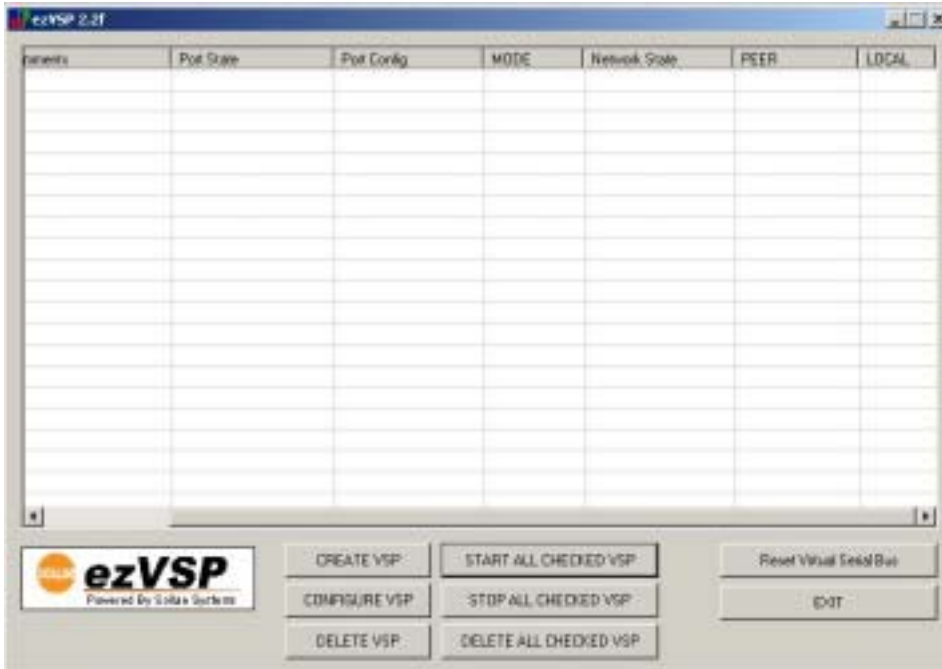 ezVSP 2.2f
Port State Port Config MODE Network State PEER LOCAL
ezVSP
Powered By Sollae Systems
CREATE VSP START ALL CHECKED VSP Reset Virtual Serial Bus
CONFIGURE VSP STOP ALL CHECKED VSP EXIT
DELETE VSP DELETE ALL CHECKED VSP